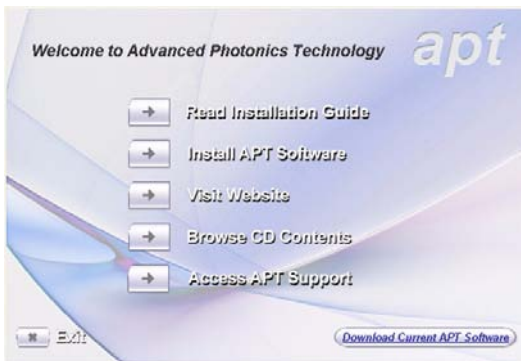 Welcome to Advanced Photonics Technology
apt
Read Installation Guide
Install APT Software
Visit Website
Browse CD Contents
Access APT Support
Exit
Download Current APT Software